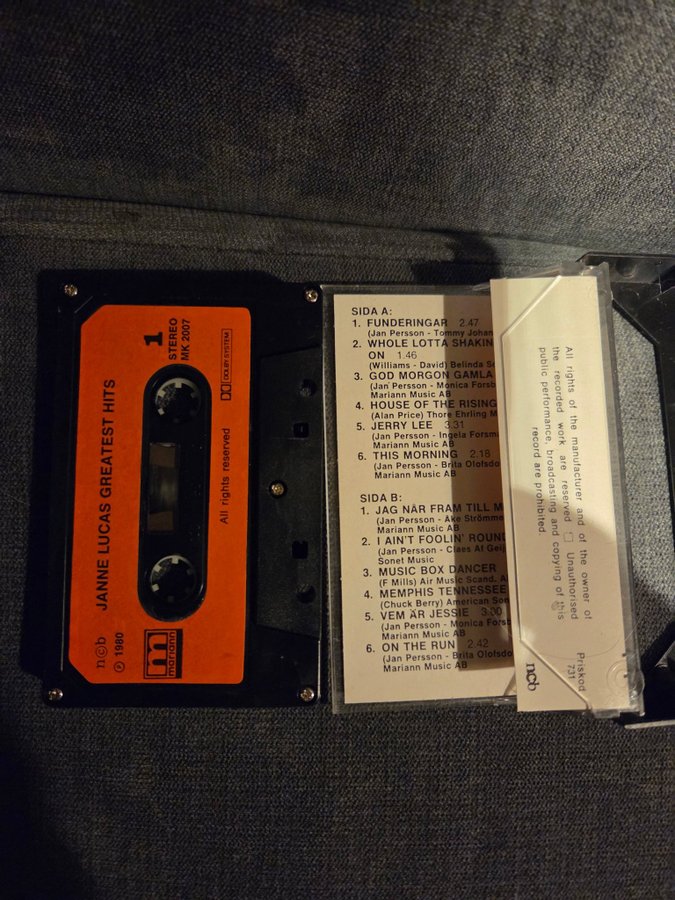 JANNE LUCAS GREATEST HITS
1
STEREO
MK 2007
DOLBY SYSTEM
All rights reserved
n©b
℗ 1980
m
mariann
SIDA A:
1. FUNDERINGAR 2.47
(Jan Persson - Tommy Johan
2. WHOLE LOTTA SHAKIN
ON 1.46
(Williams - David) Belinda
3. GOD MORGON GAMLA
(Jan Persson - Monica Forsb
Mariann Music AB
4. HOUSE OF THE RISING
(Alan Price) Thore Ehrling M
5. JERRY LEE 3.31
(Jan Persson - Ingela Forsma
Mariann Music AB
6. THIS MORNING 2.18
(Jan Persson - Brita Olofsdo
Mariann Music AB
SIDA B:
1. JAG NÄR FRAM TILL M
(Jan Persson - Åke Strömme
Mariann Music AB
2. I AIN'T FOOLIN' ROUND
(Jan Persson - Claes Af Geij
Sonet Music
3. MUSIC BOX DANCER
(F Mills) Air Music Scand. A
4. MEMPHIS TENNESSEE
(Chuck Berry) American Son
5. VEM ÄR JESSIE 3.00
(Jan Persson - Monica Forsb
Mariann Music AB
6. ON THE RUN 2.42
(Jan Persson - Brita Olofsdo
Mariann Music AB
All rights of the manufacturer and of the owner of
the recorded work are reserved Unauthorised
public performance, broadcasting and copying of this
record are prohibited
Priskod
731
n©b